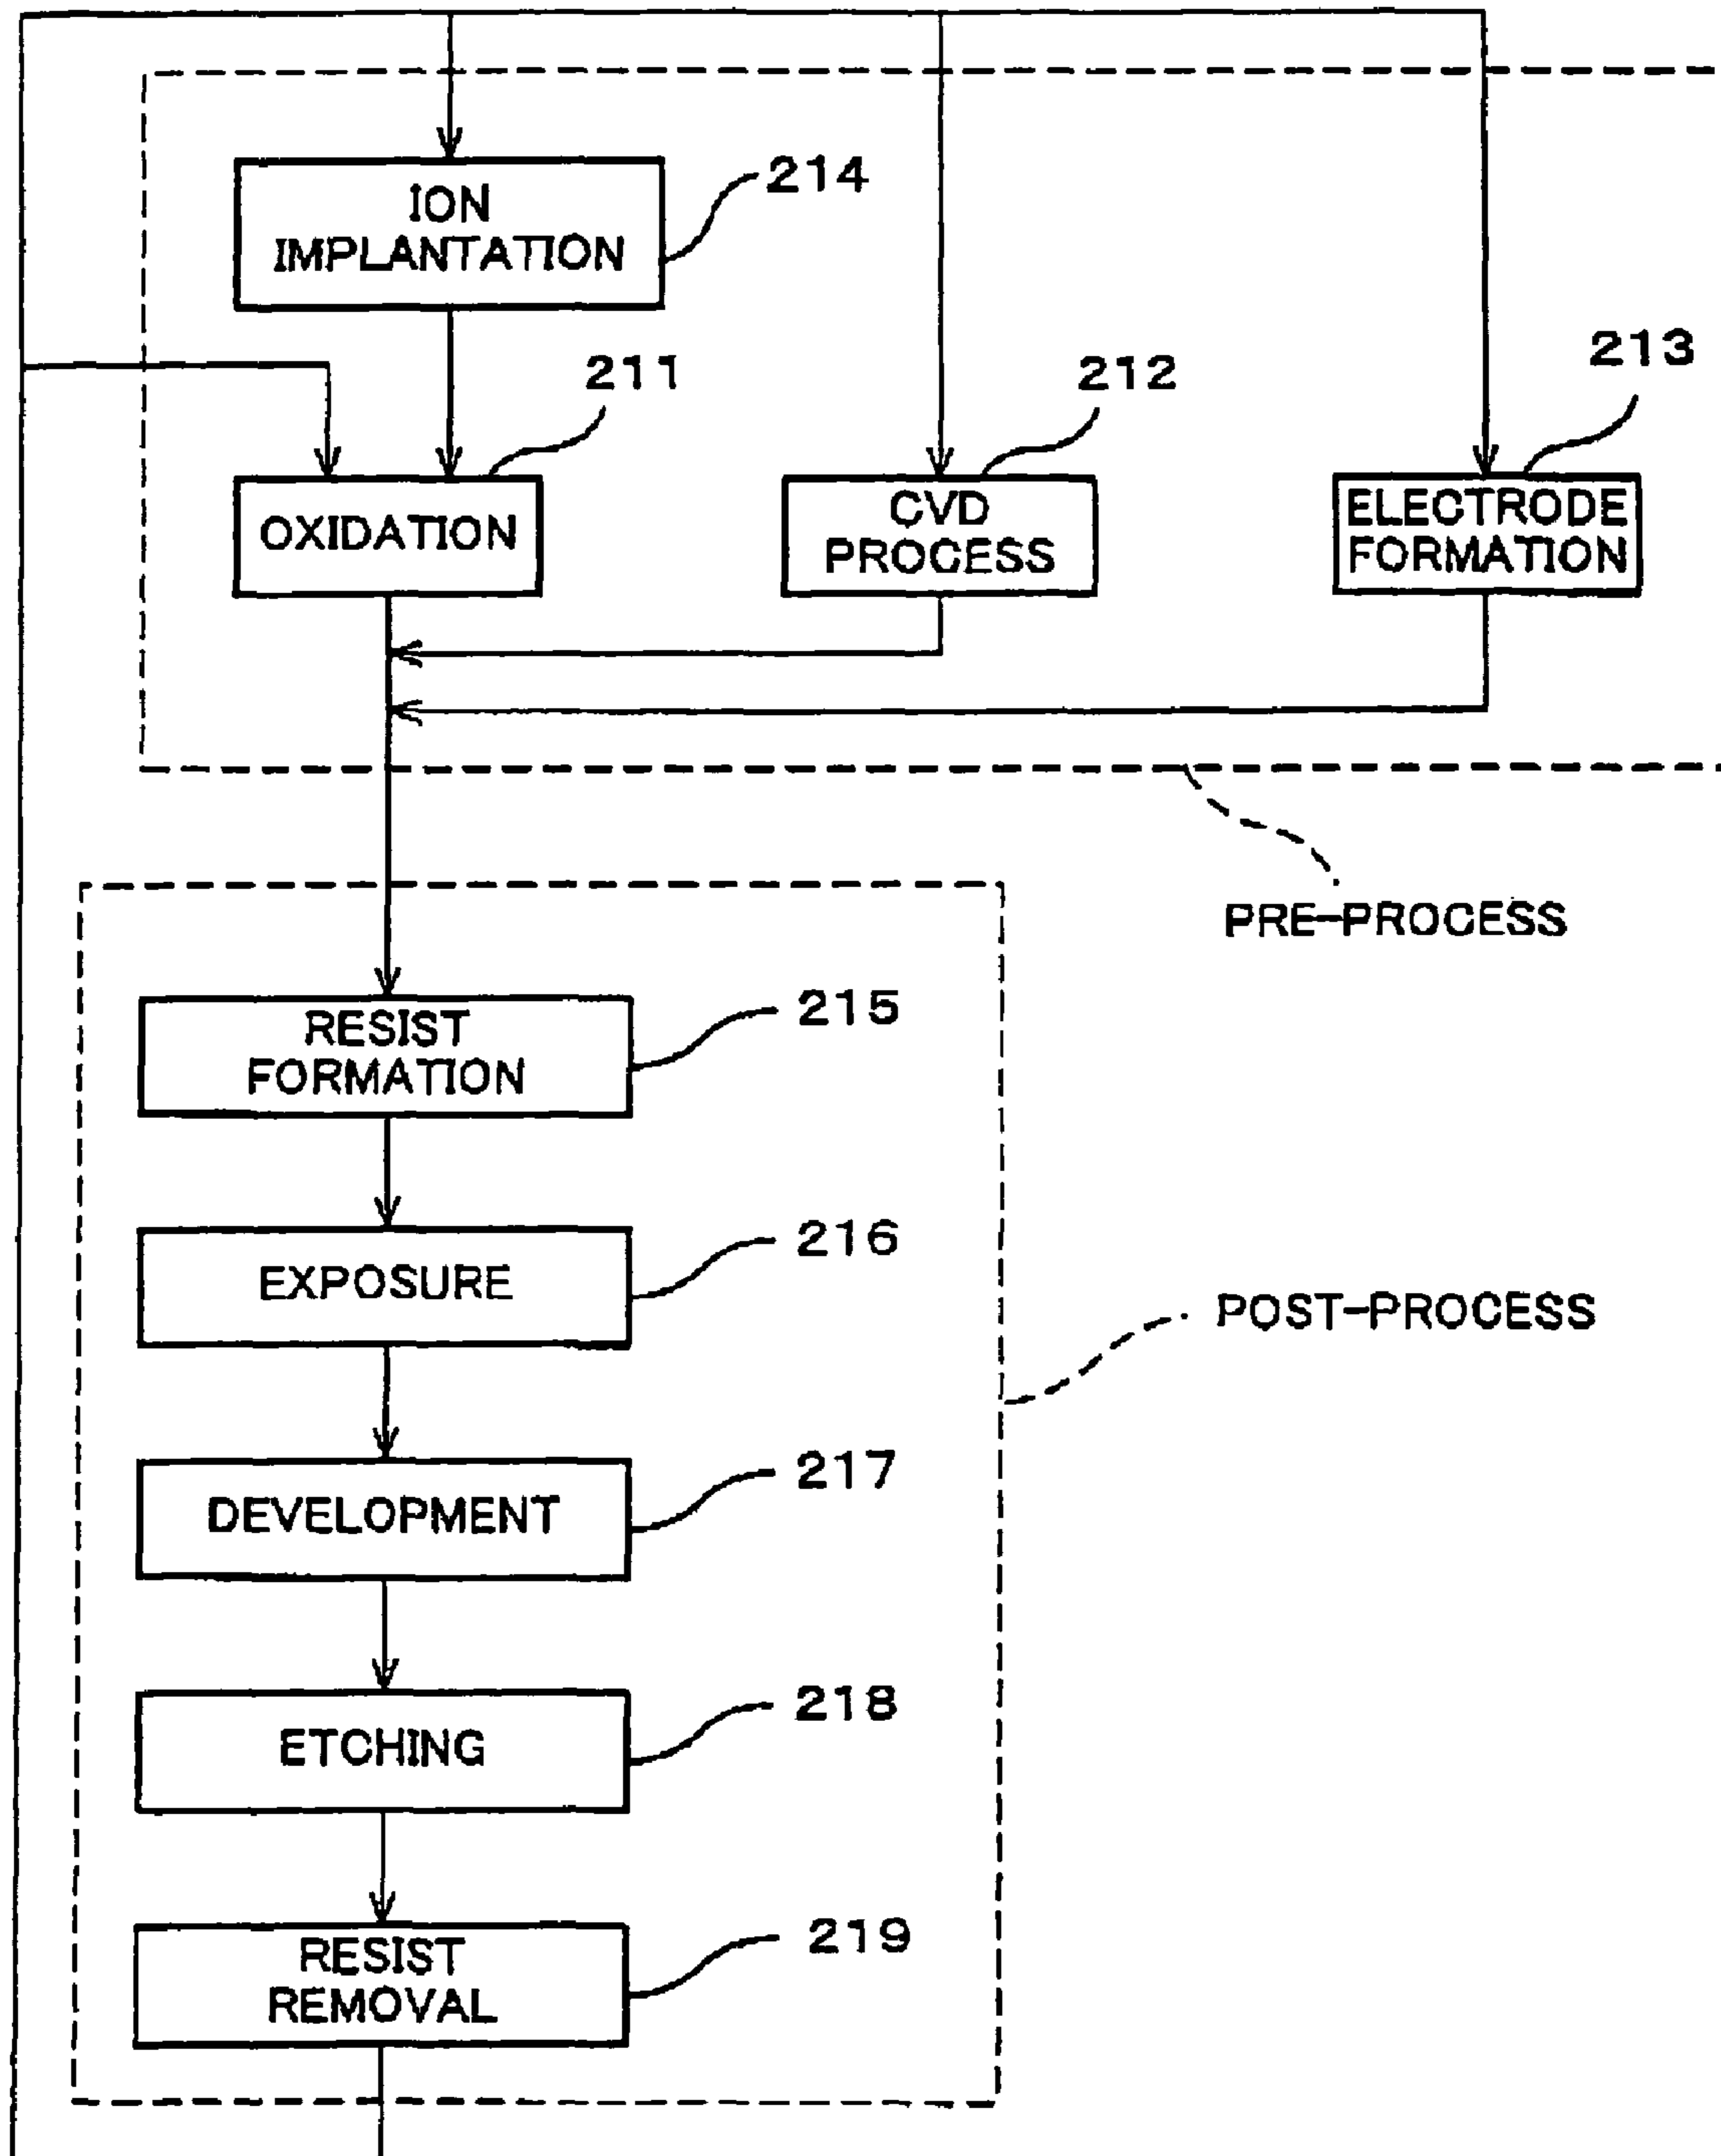 214
ION
IMPLANTATION
211
212
213
OXIDATION
CVD
PROCESS
ELECTRODE
FORMATION
PRE-PROCESS
215
RESIST
FORMATION
216
EXPOSURE
POST-PROCESS
217
DEVELOPMENT
218
ETCHING
219
RESIST
REMOVAL